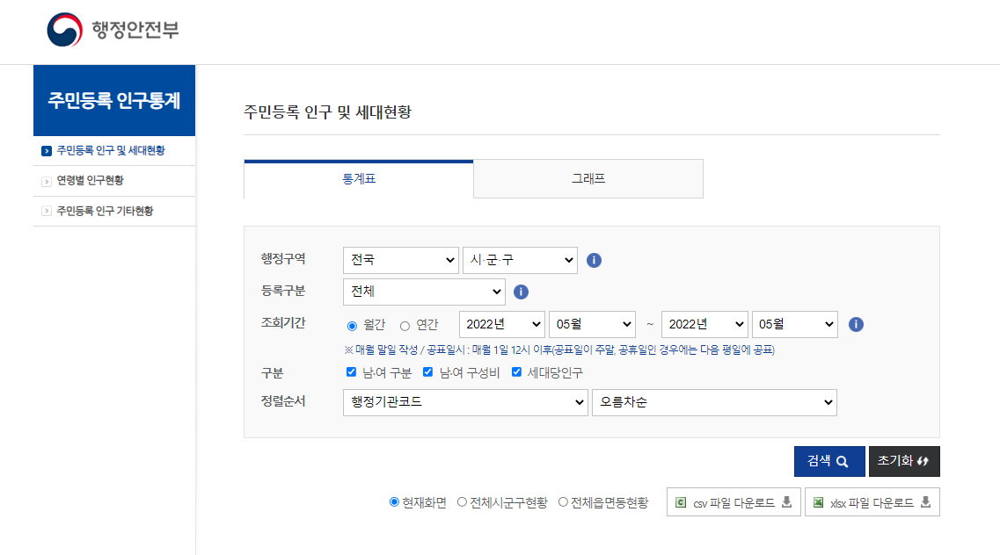 행정안전부
주민등록 인구통계
주민등록 인구 및 세대현황
연령별 인구현황
주민등록 인구 기타현황
주민등록 인구 및 세대현황
통계표 그래프
행정구역 전국 시·군·구
등록구분 전체
조회기간 월간 연간 2022년 05월 ~ 2022년 05월
※ 매월 말일 작성 / 공표일시 : 매월 1일 12시 이후(공표일이 주말, 공휴일인 경우에는 다음 평일에 공표)
구분 남·여 구분 남·여 구성비 세대당인구
정렬순서 행정기관코드 오름차순
검색 초기화
현재화면 전체시군구현황 전체읍면동현황 csv 파일 다운로드 xlsx 파일 다운로드